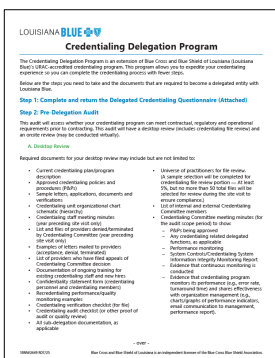 LOUISIANA BLUE
Credentialing Delegation Program
The Credentialing Delegation Program is an extension of Blue Cross and Blue Shield of Louisiana (Louisiana
Blue)'s URAC-accredited credentialing program. This program allows you to expedite your credentialing
experience so you can complete the credentialing process with fewer steps.
Below are the steps you need to take and the documents that are required to become a delegated entity with
Louisiana Blue.
Step 1: Complete and return the Delegated Credentialing Questionnaire (Attached)
Step 2: Pre-Delegation Audit
This audit will assess whether your credentialing program can meet contractual, regulatory and operational
requirements prior to contracting. This audit will have a desktop review (includes credentialing file review) and
an onsite review (may be conducted virtually).
A. Desktop Review
Required documents for your desktop review may include but are not limited to:
• Current credentialing plan/program
description
• Approved credentialing policies and
procedures (P&Ps)
• Sample letters, applications, documents and
verifications
• Credentialing unit organizational chart
schematic (hierarchy)
• Credentialing staff meeting minutes
(year preceding site visit only)
• List and files of providers denied/terminated
by Credentialing Committee (year preceding
site visit only)
• Examples of letters mailed to providers
(acceptance, denial, terminated)
• List of providers who have filed appeals of
Credentialing Committee decision
• Documentation of ongoing training for
existing credentialing staff and new hires
• Confidentiality statement form (credentialing
personnel and credentialing members)
• Recredentialing performance/quality
monitoring examples
• Credentialing verification checklist (for file)
• Credentialing audit checklist (or other proof of
audit or quality review)
• All sub-delegation documentation, as
applicable
• Universe of practitioners for file review.
(A sample selection will be completed for
credentialing file review portion — At least
5%, but no more than 50 total files will be
selected for review during the site visit to
ensure compliance.)
• List of internal and external Credentialing
Committee members
• Credentialing Committee meeting minutes (for
the audit scope period) to show:
– P&Ps being approved
– Any credentialing related delegated
functions, as applicable
– Performance monitoring
– System Controls/Credentialing System
Information Integrity Monitoring Report
– Evidence that continuous monitoring is
conducted
– Evidence that credentialing program
monitors its performance (e.g., error rate,
turnaround time) and shares effectiveness
with organization management (e.g.,
charts/graphs of performance indicators,
email communication to management,
performance report).
- over -
Blue Cross and Blue Shield of Louisiana is an independent licensee of the Blue Cross Blue Shield Association.